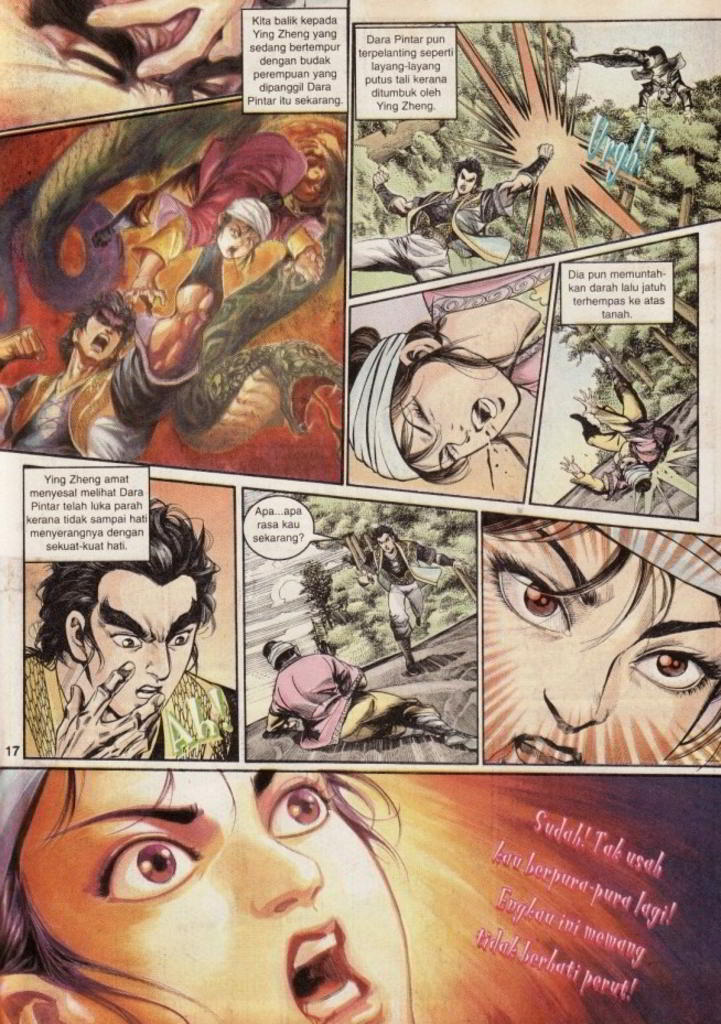 Kita balik kepada
Ying Zheng yang
sedang bertempur
dengan budak
perempuan yang
dipanggil Dara
Pintar itu sekarang.
Dara Pintar pun
terpelanting seperti
layang-layang
putus tali kerana
ditumbuk oleh
Ying Zheng.
Urgh!
Dia pun memuntah-
kan darah lalu jatuh
terhempas ke atas
tanah.
Ying Zheng amat
menyesal melihat Dara
Pintar telah luka parah
kerana tidak sampai hati
menyerangnya dengan
sekuat-kuat hati.
Ah!
Apa...apa
rasa kau
sekarang?
17
Sudah! Tak usah
kau berpura-pura lagi!
Engkau ini memang
tidak berhati perut!